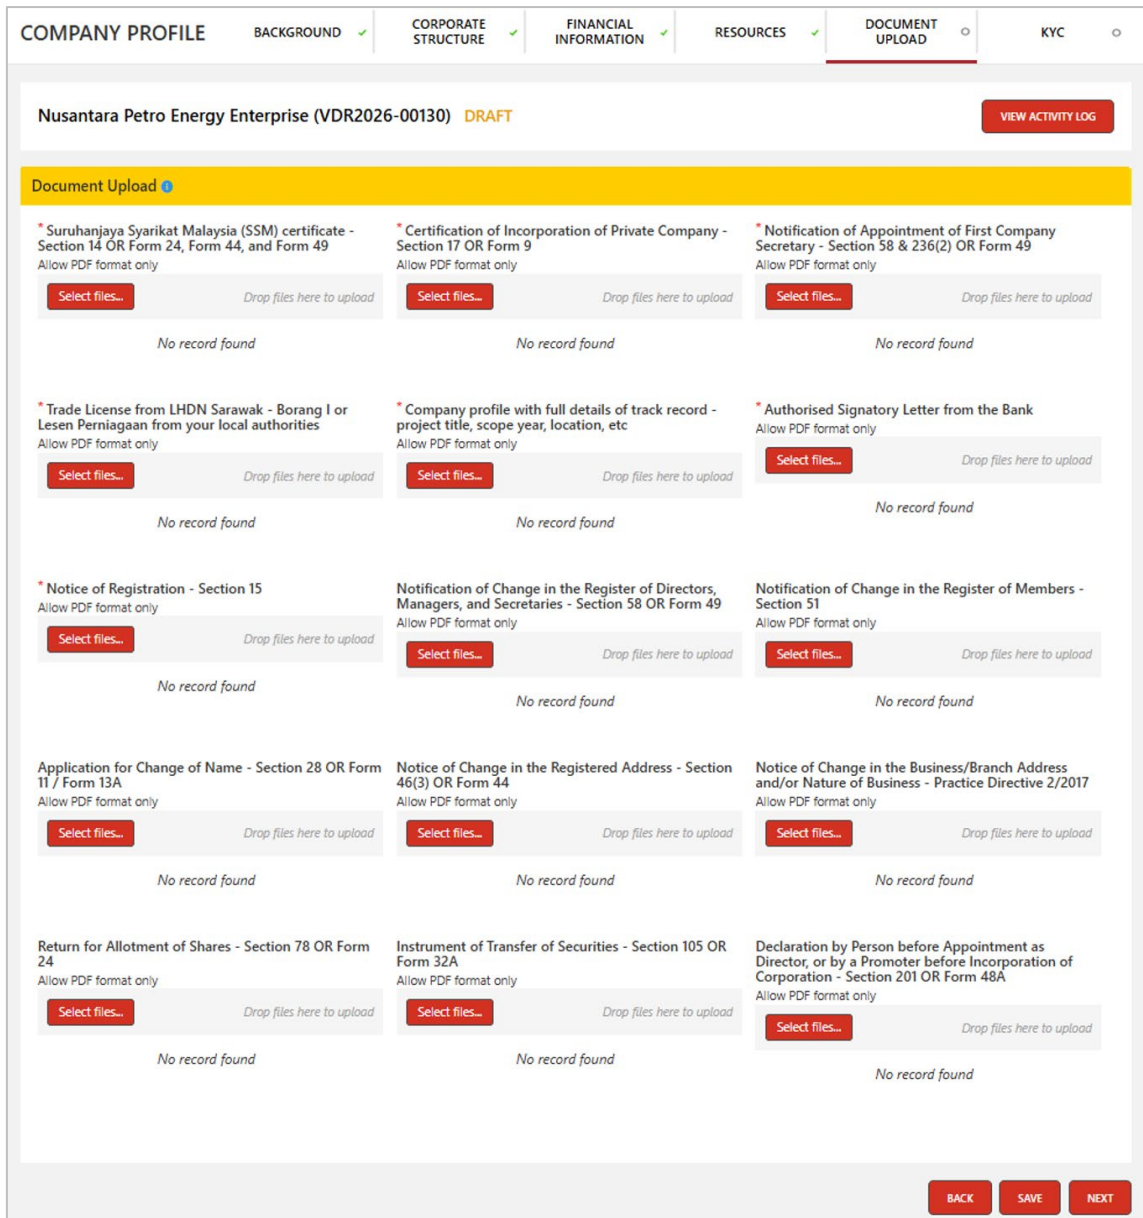 COMPANY PROFILE
BACKGROUND
CORPORATE
STRUCTURE
FINANCIAL
INFORMATION
RESOURCES
DOCUMENT
UPLOAD
KYC
Nusantara Petro Energy Enterprise (VDR2026-00130) DRAFT
VIEW ACTIVITY LOG
Document Upload
* Suruhanjaya Syarikat Malaysia (SSM) certificate -
Section 14 OR Form 24, Form 44, and Form 49
Allow PDF format only
Select files... Drop files here to upload
No record found
* Certification of Incorporation of Private Company -
Section 17 OR Form 9
Allow PDF format only
Select files... Drop files here to upload
No record found
* Notification of Appointment of First Company
Secretary - Section 58 & 236(2) OR Form 49
Allow PDF format only
Select files... Drop files here to upload
No record found
* Trade License from LHDN Sarawak - Borang I or
Lesen Perniagaan from your local authorities
Allow PDF format only
Select files... Drop files here to upload
No record found
* Company profile with full details of track record -
project title, scope year, location, etc
Allow PDF format only
Select files... Drop files here to upload
No record found
* Authorised Signatory Letter from the Bank
Allow PDF format only
Select files... Drop files here to upload
No record found
* Notice of Registration - Section 15
Allow PDF format only
Select files... Drop files here to upload
No record found
Notification of Change in the Register of Directors,
Managers, and Secretaries - Section 58 OR Form 49
Allow PDF format only
Select files... Drop files here to upload
No record found
Notification of Change in the Register of Members -
Section 51
Allow PDF format only
Select files... Drop files here to upload
No record found
Application for Change of Name - Section 28 OR Form
11 / Form 13A
Allow PDF format only
Select files... Drop files here to upload
No record found
Notice of Change in the Registered Address - Section
46(3) OR Form 44
Allow PDF format only
Select files... Drop files here to upload
No record found
Notice of Change in the Business/Branch Address
and/or Nature of Business - Practice Directive 2/2017
Allow PDF format only
Select files... Drop files here to upload
No record found
Return for Allotment of Shares - Section 78 OR Form
24
Allow PDF format only
Select files... Drop files here to upload
No record found
Instrument of Transfer of Securities - Section 105 OR
Form 32A
Allow PDF format only
Select files... Drop files here to upload
No record found
Declaration by Person before Appointment as
Director, or by a Promoter before Incorporation of
Corporation - Section 201 OR Form 48A
Allow PDF format only
Select files... Drop files here to upload
No record found
BACK
SAVE
NEXT